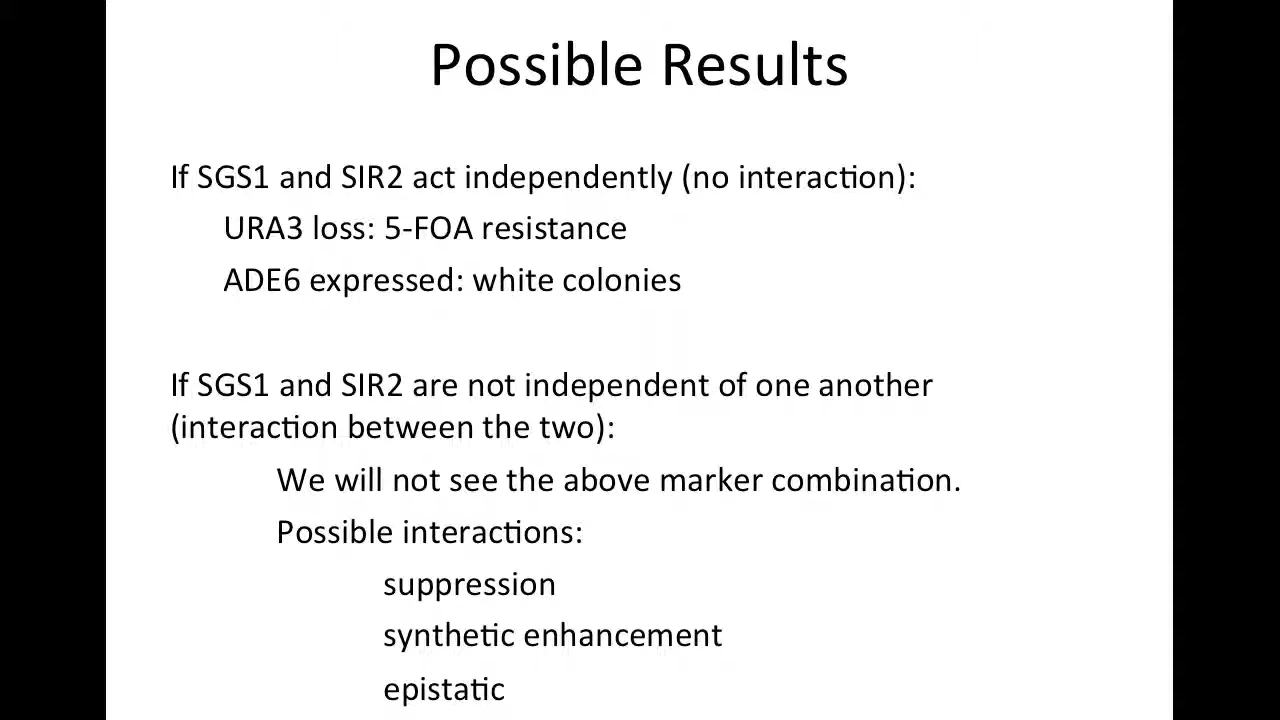 Possible Results
If SGS1 and SIR2 act independently (no interaction):
URA3 loss: 5-FOA resistance
ADE6 expressed: white colonies
If SGS1 and SIR2 are not independent of one another
(interaction between the two):
We will not see the above marker combination.
Possible interactions:
suppression
synthetic enhancement
epistatic